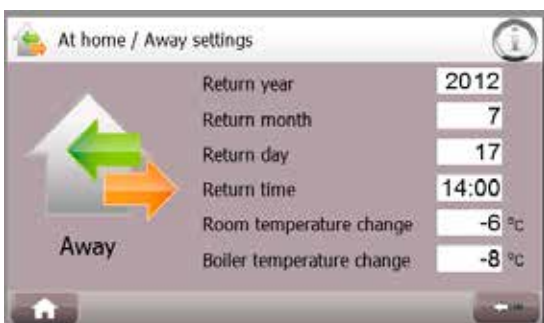 At home / Away settings
Return year 2012
Return month 7
Return day 17
Return time 14:00
Room temperature change -6 °C
Away
Boiler temperature change -8 °C